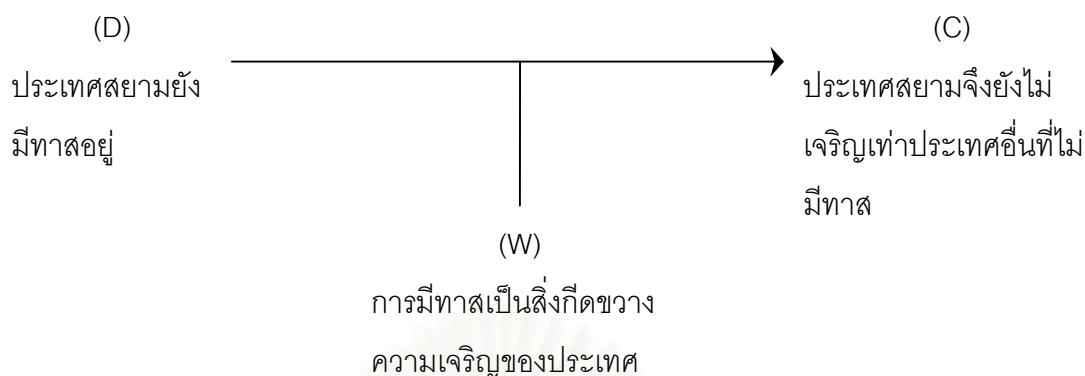 (D)
ประเทศสยามยัง
มีทาสอยู่
(C)
ประเทศสยามจึงยังไม่
เจริญเท่าประเทศอื่นที่ไม่
มีทาส
(W)
การมีทาสเป็นสิ่งกีดขวาง
ความเจริญของประเทศ